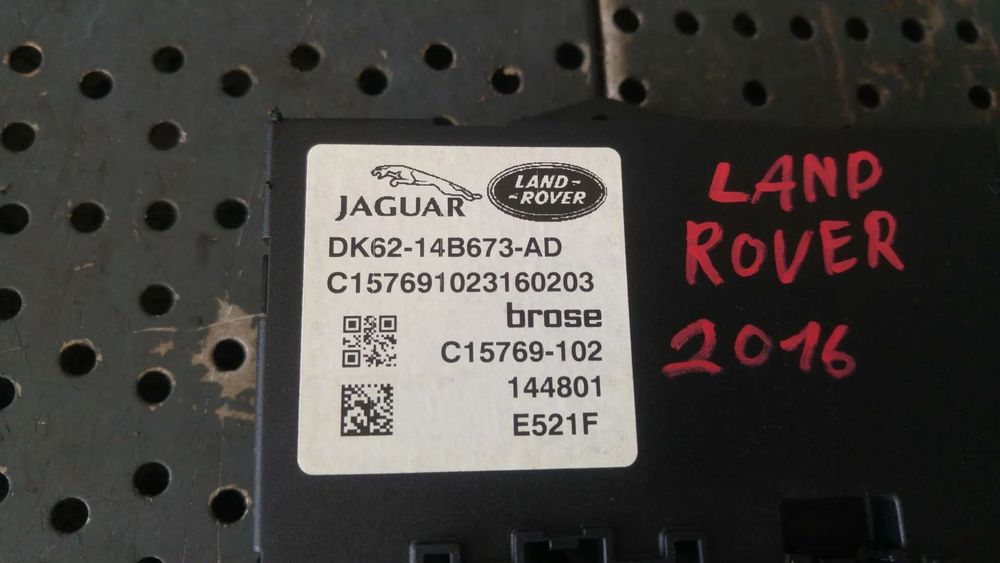 JAGUAR
LAND-
-ROVER
DK62-14B673-AD
C157691023160203
brose
C15769-102
144801
E521F
LAND
ROVER
2016